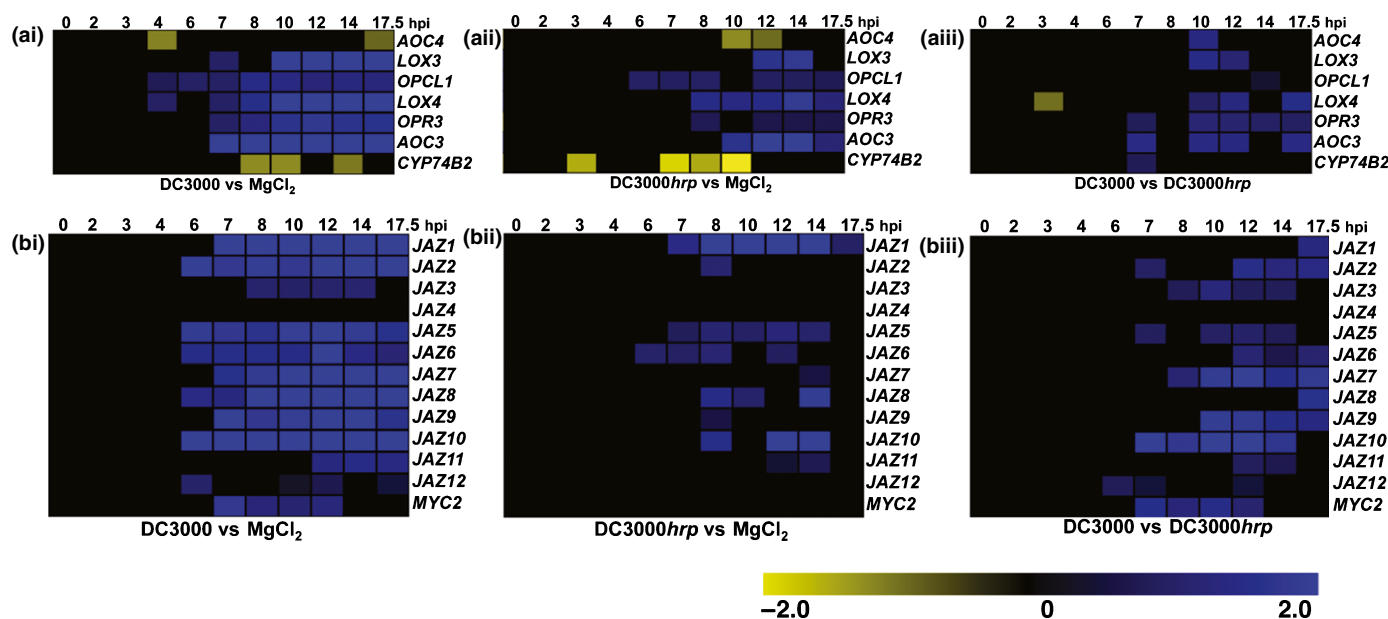 (ai) 0 2 3 4 6 7 8 10 12 14 17.5 hpi
AOC4
LOX3
OPCL1
LOX4
OPR3
AOC3
CYP74B2
DC3000 vs MgCl₂
(aii) 0 2 3 4 6 7 8 10 12 14 17.5 hpi
AOC4
LOX3
OPCL1
LOX4
OPR3
AOC3
CYP74B2
DC3000hrp vs MgCl₂
(aiii) 0 2 3 4 6 7 8 10 12 14 17.5 hpi
AOC4
LOX3
OPCL1
LOX4
OPR3
AOC3
CYP74B2
DC3000 vs DC3000hrp
(bi) 0 2 3 4 6 7 8 10 12 14 17.5 hpi
JAZ1
JAZ2
JAZ3
JAZ4
JAZ5
JAZ6
JAZ7
JAZ8
JAZ9
JAZ10
JAZ11
JAZ12
MYC2
DC3000 vs MgCl₂
(bii) 0 2 3 4 6 7 8 10 12 14 17.5 hpi
JAZ1
JAZ2
JAZ3
JAZ4
JAZ5
JAZ6
JAZ7
JAZ8
JAZ9
JAZ10
JAZ11
JAZ12
MYC2
DC3000hrp vs MgCl₂
(biii) 0 2 3 4 6 7 8 10 12 14 17.5 hpi
JAZ1
JAZ2
JAZ3
JAZ4
JAZ5
JAZ6
JAZ7
JAZ8
JAZ9
JAZ10
JAZ11
JAZ12
MYC2
DC3000 vs DC3000hrp
−2.0 0 2.0